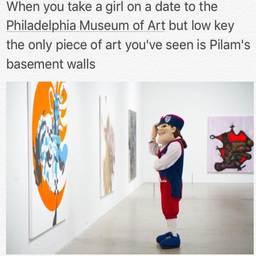 When you take a girl on a date to the
Philadelphia Museum of Art but low key
the only piece of art you've seen is Pilam's
basement walls